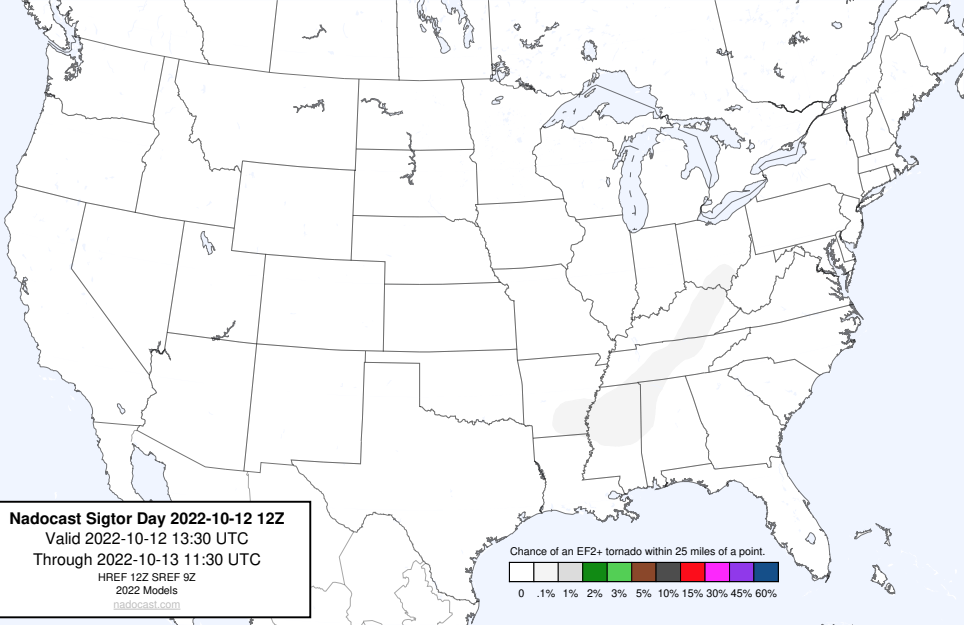 Nadocast Sigtor Day 2022-10-12 12Z
Valid 2022-10-12 13:30 UTC
Through 2022-10-13 11:30 UTC
HREF 12Z SREF 9Z
2022 Models
nadocast.com
Chance of an EF2+ tornado within 25 miles of a point.
0 .1% 1% 2% 3% 5% 10% 15% 30% 45% 60%